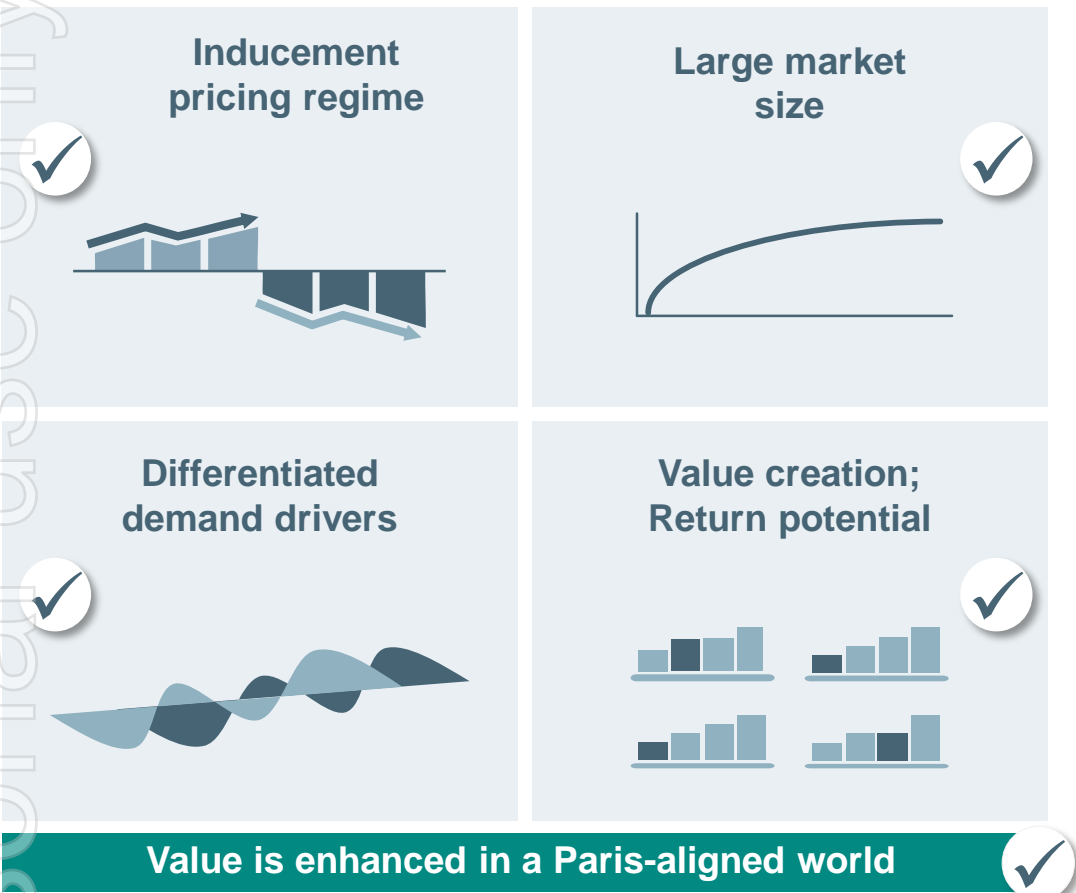 Inducement
pricing regime
Large market
size
Differentiated
demand drivers
Value creation;
Return potential
Value is enhanced in a Paris-aligned world